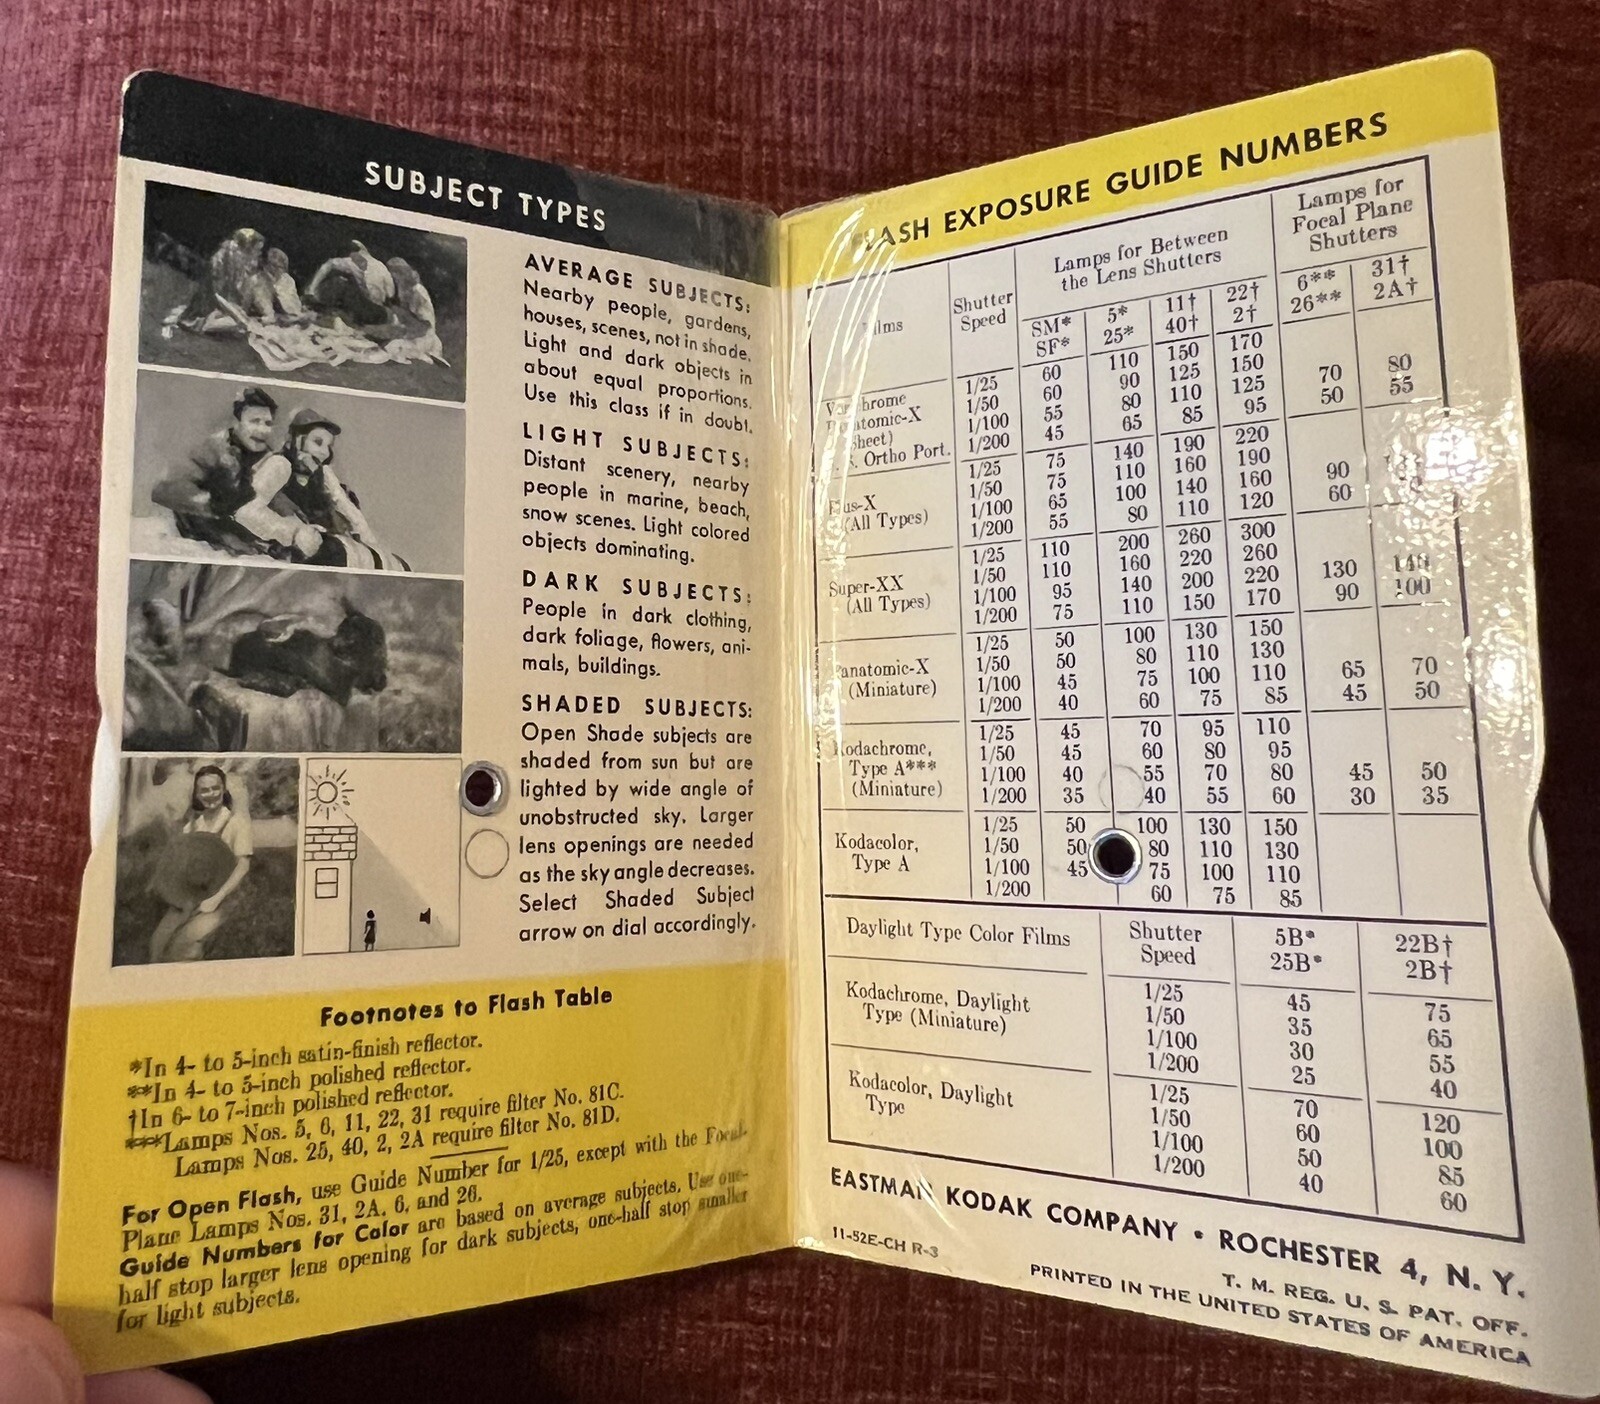 SUBJECT TYPES
AVERAGE SUBJECTS:
Nearby people, gardens,
houses, scenes, not in shade.
Light and dark objects in
about equal proportions.
Use this class if in doubt.
LIGHT SUBJECTS:
Distant scenery, nearby
people in marine, beach,
snow scenes. Light colored
objects dominating.
DARK SUBJECTS:
People in dark clothing,
dark foliage, flowers, ani-
mals, buildings.
SHADED SUBJECTS:
Open Shade subjects are
shaded from sun but are
lighted by wide angle of
unobstructed sky. Larger
lens openings are needed
as the sky angle decreases.
Select Shaded Subject
arrow on dial accordingly.
Footnotes to Flash Table
*In 4- to 5-inch satin-finish reflector.
**In 4- to 5-inch polished reflector.
†In 6- to 7-inch polished reflector.
***Lamps Nos. 5, 6, 11, 22, 31 require filter No. 81C.
Lamps Nos. 25, 40, 2, 2A require filter No. 81D.
For Open Flash, use Guide Number for 1/25, except with the Focal
Plane Lamps Nos. 31, 2A, 6, and 26.
Guide Numbers for Color are based on average subjects. Use one-
half stop larger lens opening for dark subjects, one-half stop smaller
for light subjects.
FLASH EXPOSURE GUIDE NUMBERS
Films Shutter Speed Lamps for Between the Lens Shutters Lamps for Focal Plane Shutters
SM* SF* 5* 25* 11† 40† 22† 2† 6** 26** 31† 2A†
Panatomic-X
(Sheet)
Ortho Port.
1/25 60 110 150 170
1/50 60 90 125 150
1/100 55 80 110 125 70 80
1/200 45 65 85 95 50 55
Plus-X
(All Types)
1/25 75 140 190 220
1/50 75 110 160 190
1/100 65 100 140 160 90
1/200 55 80 110 120 60
Super-XX
(All Types)
1/25 110 200 260 300
1/50 110 160 220 260
1/100 95 140 200 220 130 140
1/200 75 110 150 170 90 100
Panatomic-X
(Miniature)
1/25 50 100 130 150
1/50 50 80 110 130
1/100 45 75 100 110 65 70
1/200 40 60 75 85 45 50
Kodachrome,
Type A***
(Miniature)
1/25 45 70 95 110
1/50 45 60 80 95
1/100 40 55 70 80 45 50
1/200 35 40 55 60 30 35
Kodacolor,
Type A
1/25 50 100 130 150
1/50 50 80 110 130
1/100 45 75 100 110
1/200 60 75 85
Daylight Type Color Films Shutter Speed 5B* 25B* 22B† 2B†
Kodachrome, Daylight
Type (Miniature)
1/25 45 75
1/50 35 65
1/100 30 55
1/200 25 40
Kodacolor, Daylight
Type
1/25 70 120
1/50 60 100
1/100 50 85
1/200 40 60
EASTMAN KODAK COMPANY • ROCHESTER 4, N. Y.
11-52E-CH R-3
T. M. REG. U. S. PAT. OFF.
PRINTED IN THE UNITED STATES OF AMERICA